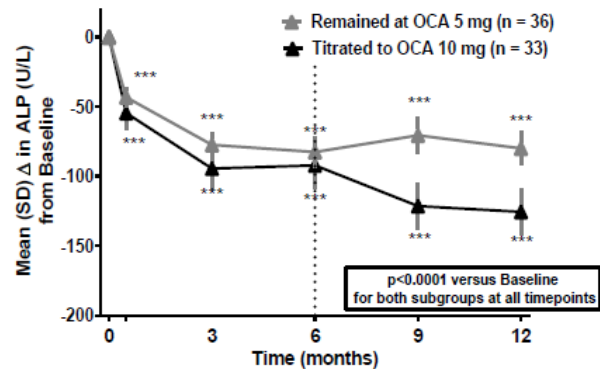 Remained at OCA 5 mg (n = 36)
Titrated to OCA 10 mg (n = 33)
Mean (SD) Δ in ALP (U/L)
from Baseline
0
-50
-100
-150
-200
***
***
***
***
***
***
***
***
***
***
p<0.0001 versus Baseline
for both subgroups at all timepoints
0
3
6
9
12
Time (months)